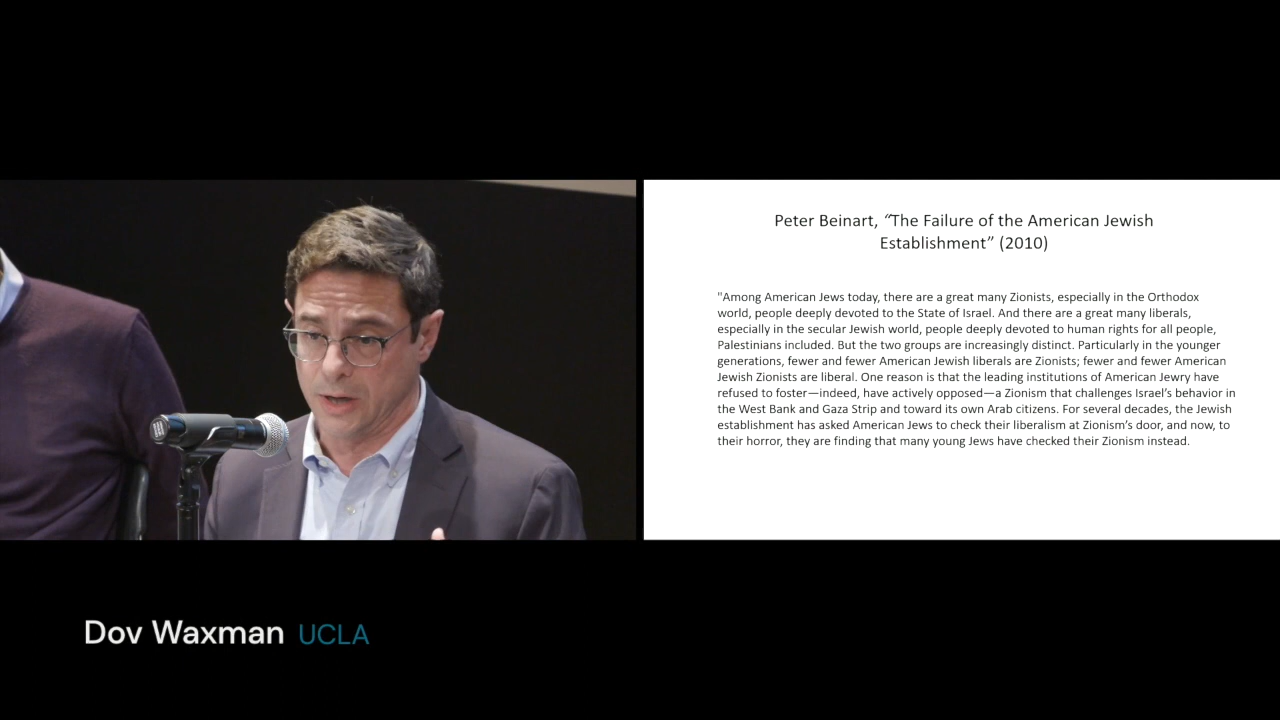 Peter Beinart, “The Failure of the American Jewish
Establishment” (2010)
"Among American Jews today, there are a great many Zionists, especially in the Orthodox
world, people deeply devoted to the State of Israel. And there are a great many liberals,
especially in the secular Jewish world, people deeply devoted to human rights for all people,
Palestinians included. But the two groups are increasingly distinct. Particularly in the younger
generations, fewer and fewer American Jewish liberals are Zionists; fewer and fewer American
Jewish Zionists are liberal. One reason is that the leading institutions of American Jewry have
refused to foster—indeed, have actively opposed—a Zionism that challenges Israel’s behavior in
the West Bank and Gaza Strip and toward its own Arab citizens. For several decades, the Jewish
establishment has asked American Jews to check their liberalism at Zionism’s door, and now, to
their horror, they are finding that many young Jews have checked their Zionism instead.
Dov Waxman UCLA